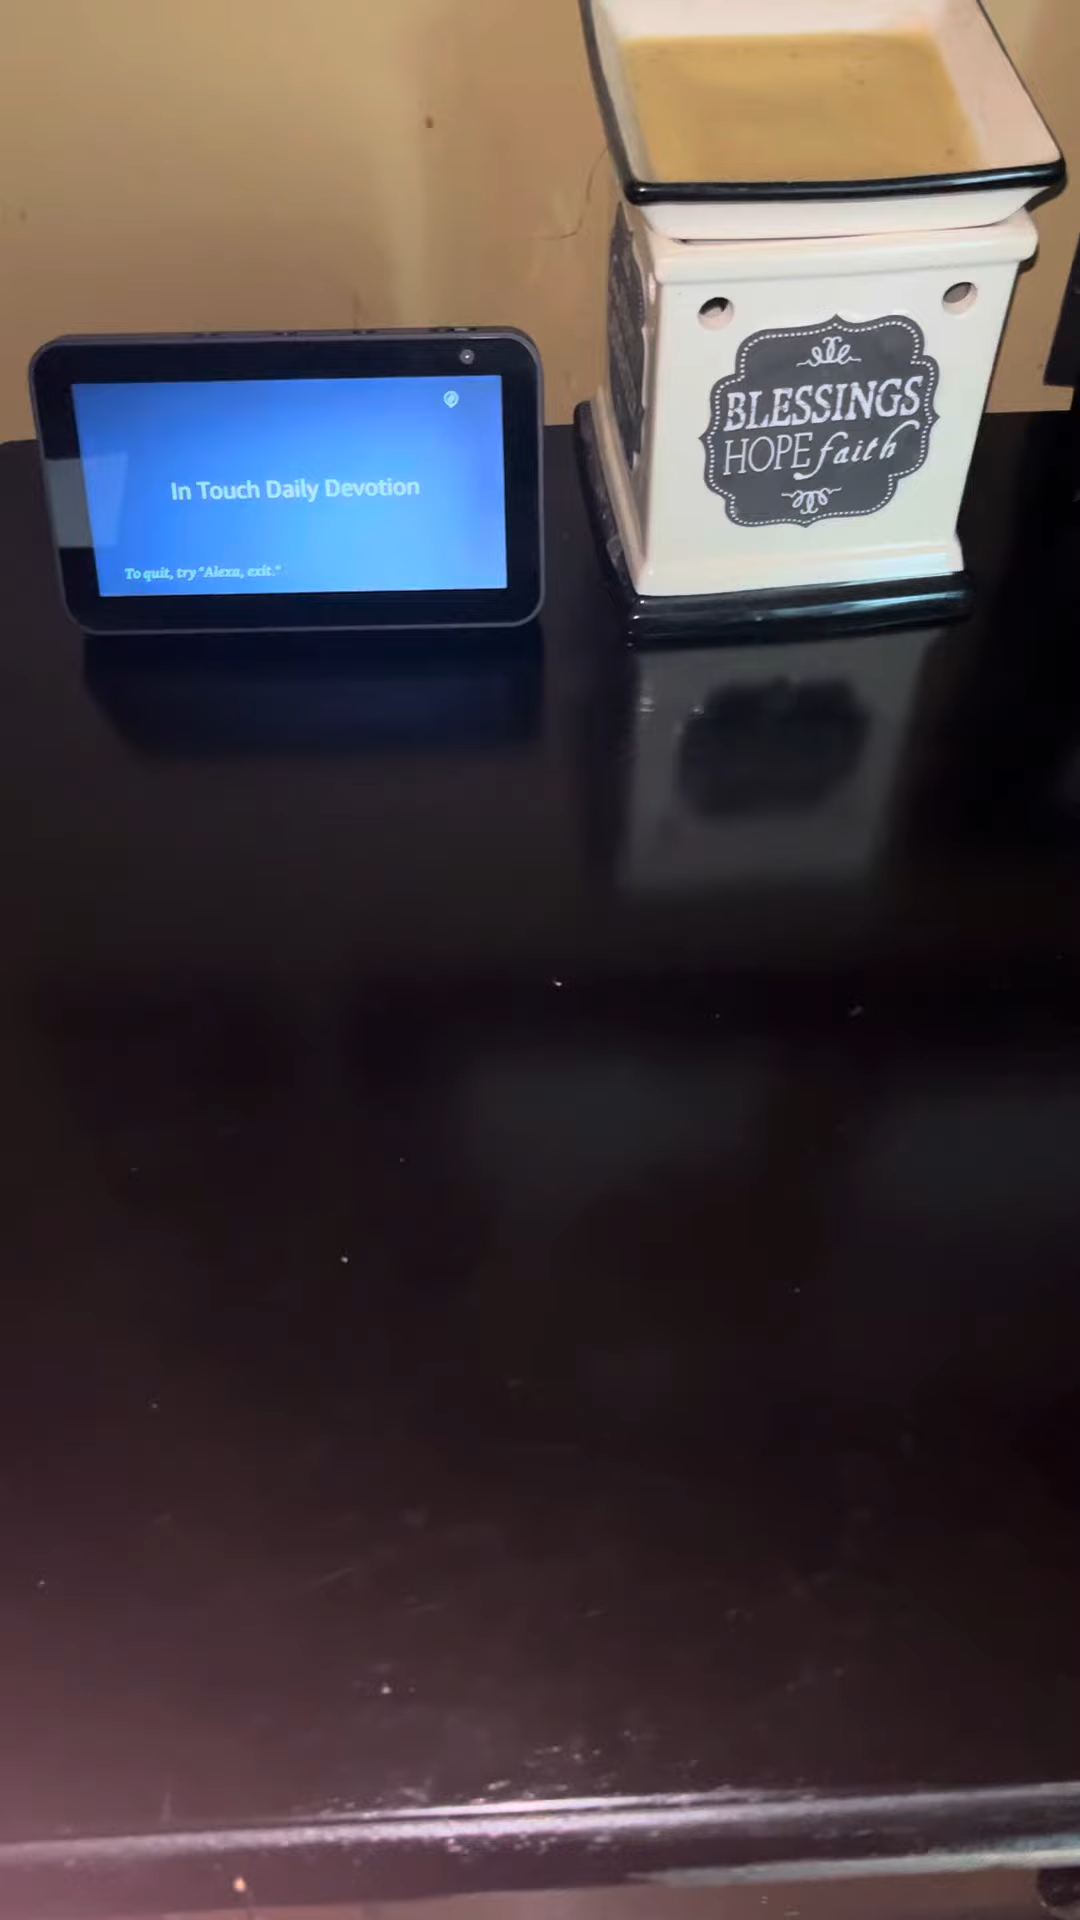 In Touch Daily Devotion
To quit, try "Alexa, exit."
BLESSINGS
HOPE faith